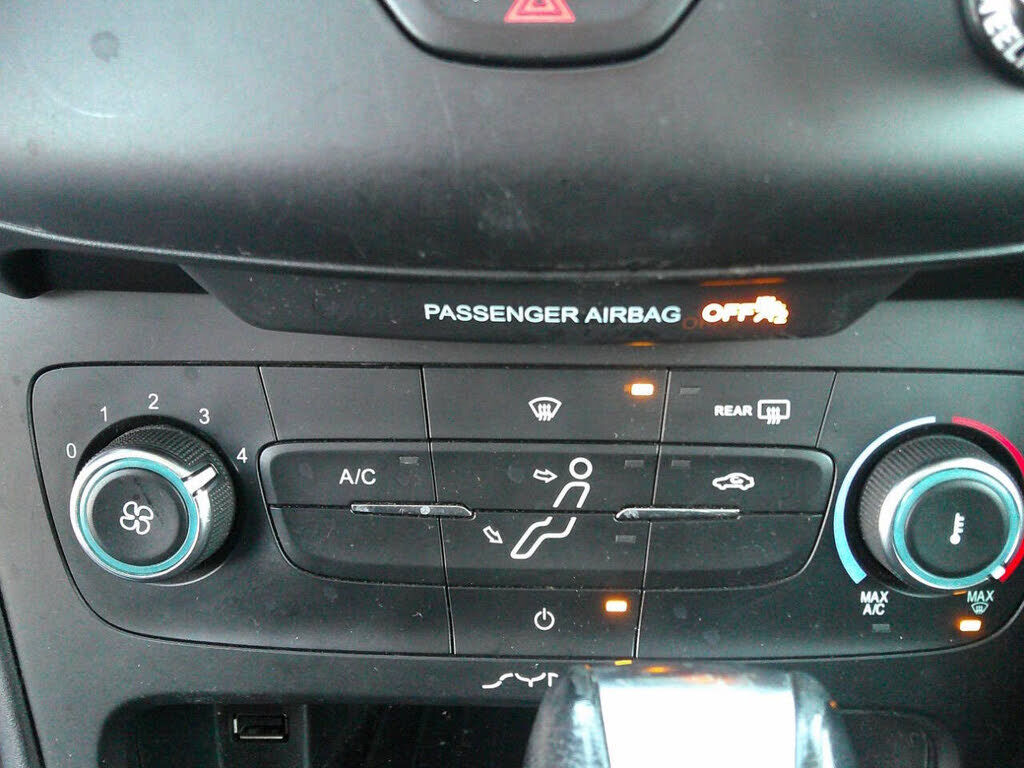 PASSENGER AIRBAG OFF
0 1 2 3 4
REAR
A/C
MAX A/C
MAX